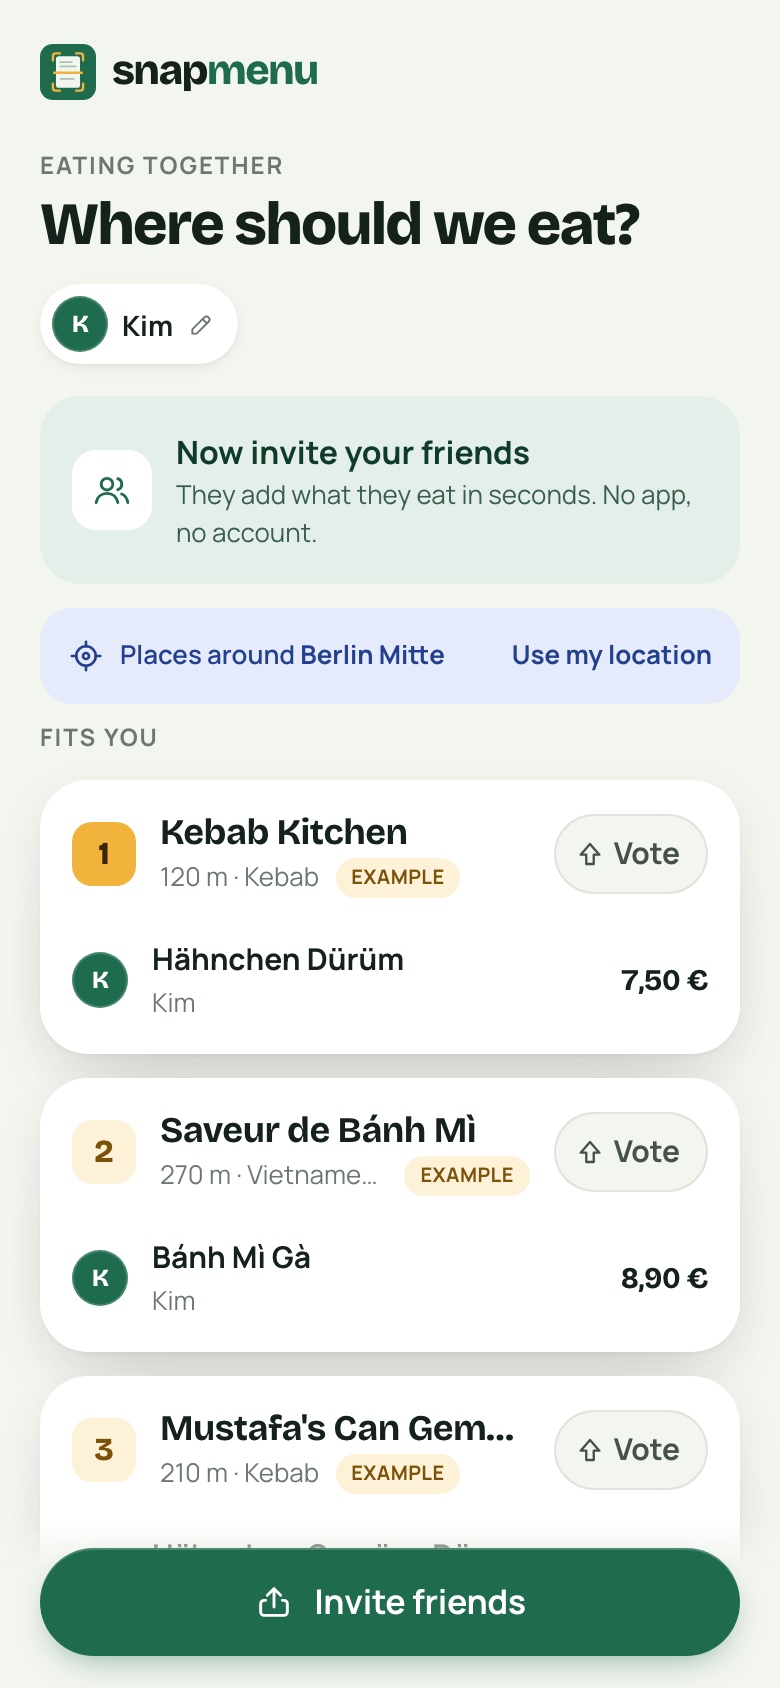 snapmenu
EATING TOGETHER
Where should we eat?
K
Kim
Now invite your friends
They add what they eat in seconds. No app,
no account.
Places around Berlin Mitte
Use my location
FITS YOU
1
Kebab Kitchen
120 m · Kebab
EXAMPLE
Vote
K
Hähnchen Dürüm
Kim
7,50 €
2
Saveur de Bánh Mì
270 m · Vietname...
EXAMPLE
Vote
K
Bánh Mì Gà
Kim
8,90 €
3
Mustafa's Can Gem...
210 m · Kebab
EXAMPLE
Vote
Invite friends